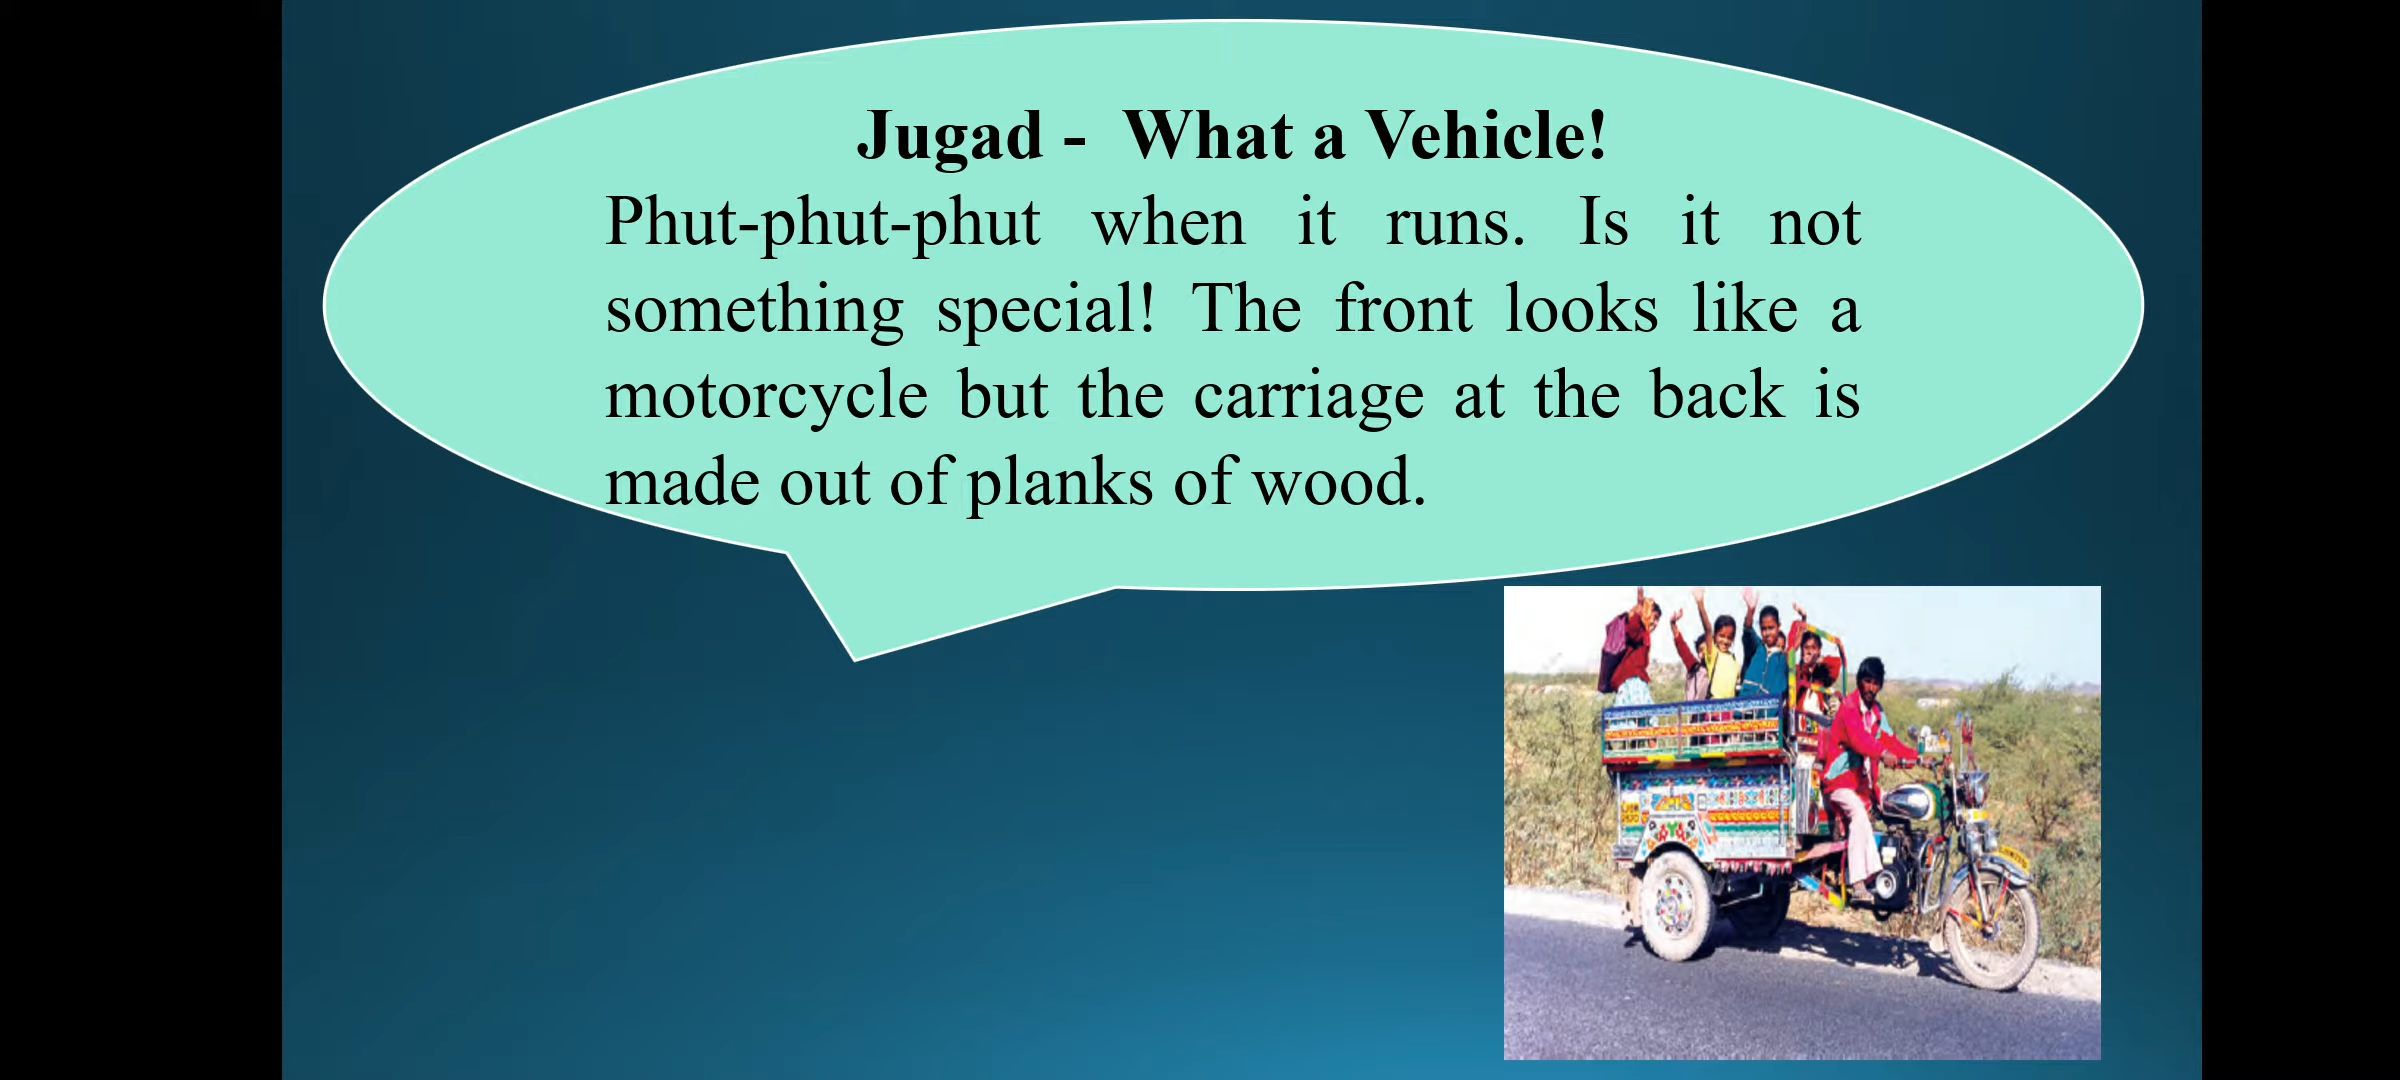 Jugad - What a Vehicle!
Phut-phut-phut when it runs. Is it not
something special! The front looks like a
motorcycle but the carriage at the back is
made out of planks of wood.